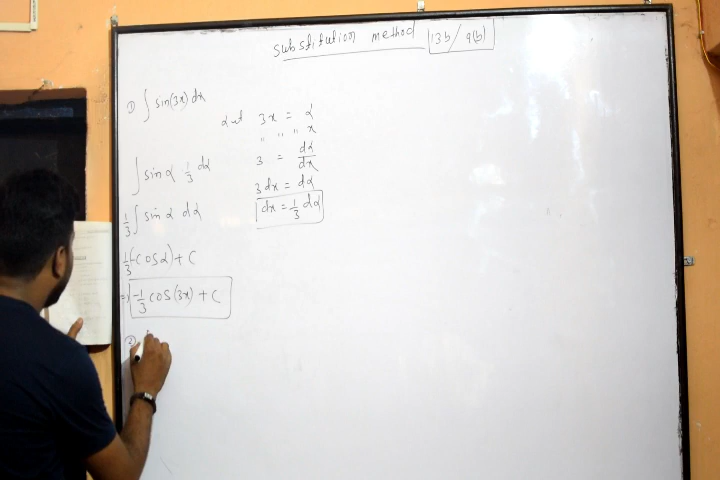 substitution method 13b/9(b)
① ∫ sin(3x) dx
Let 3x = α
" " " x
3 = dα/dx
3 dx = dα
dx = 1/3 dα
∫ sin α 1/3 dα
1/3 ∫ sin α dα
1/3 (-cos α) + C
=> -1/3 cos(3x) + C
②